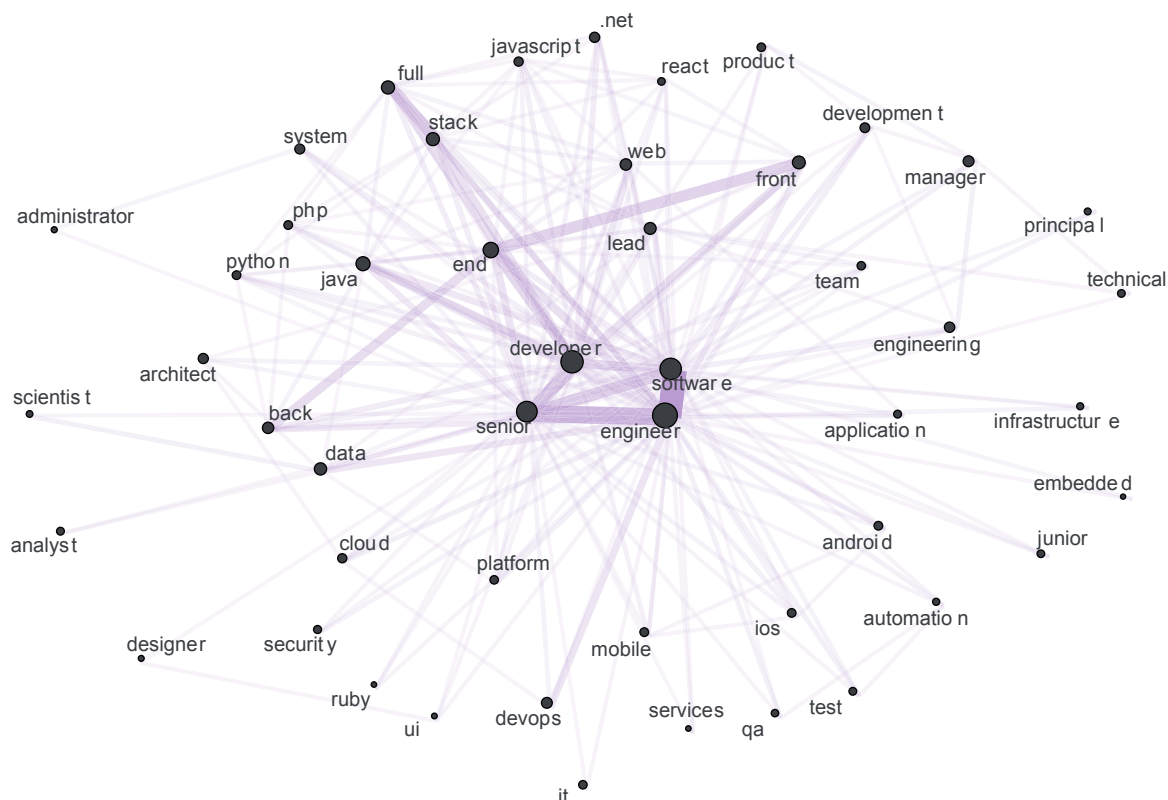 .net
javascript
product
react
full
development
stack
system
web
front
manager
administrator
php
principal
lead
python
end
java
team
technical
developer
engineering
architect
software
scientist
back
senior
engineer
application
infrastructure
data
embedded
analyst
cloud
android
junior
platform
automation
designer
security
mobile
ios
ruby
ui
devops
services
qa
test
it